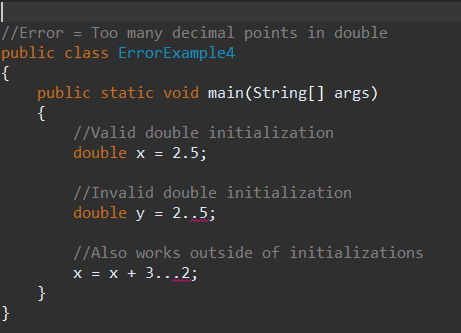 //Error = Too many decimal points in double
public class ErrorExample4
{
public static void main(String[] args)
{
//Valid double initialization
double x = 2.5;
//Invalid double initialization
double y = 2..5;
//Also works outside of initializations
x = x + 3...2;
}
}